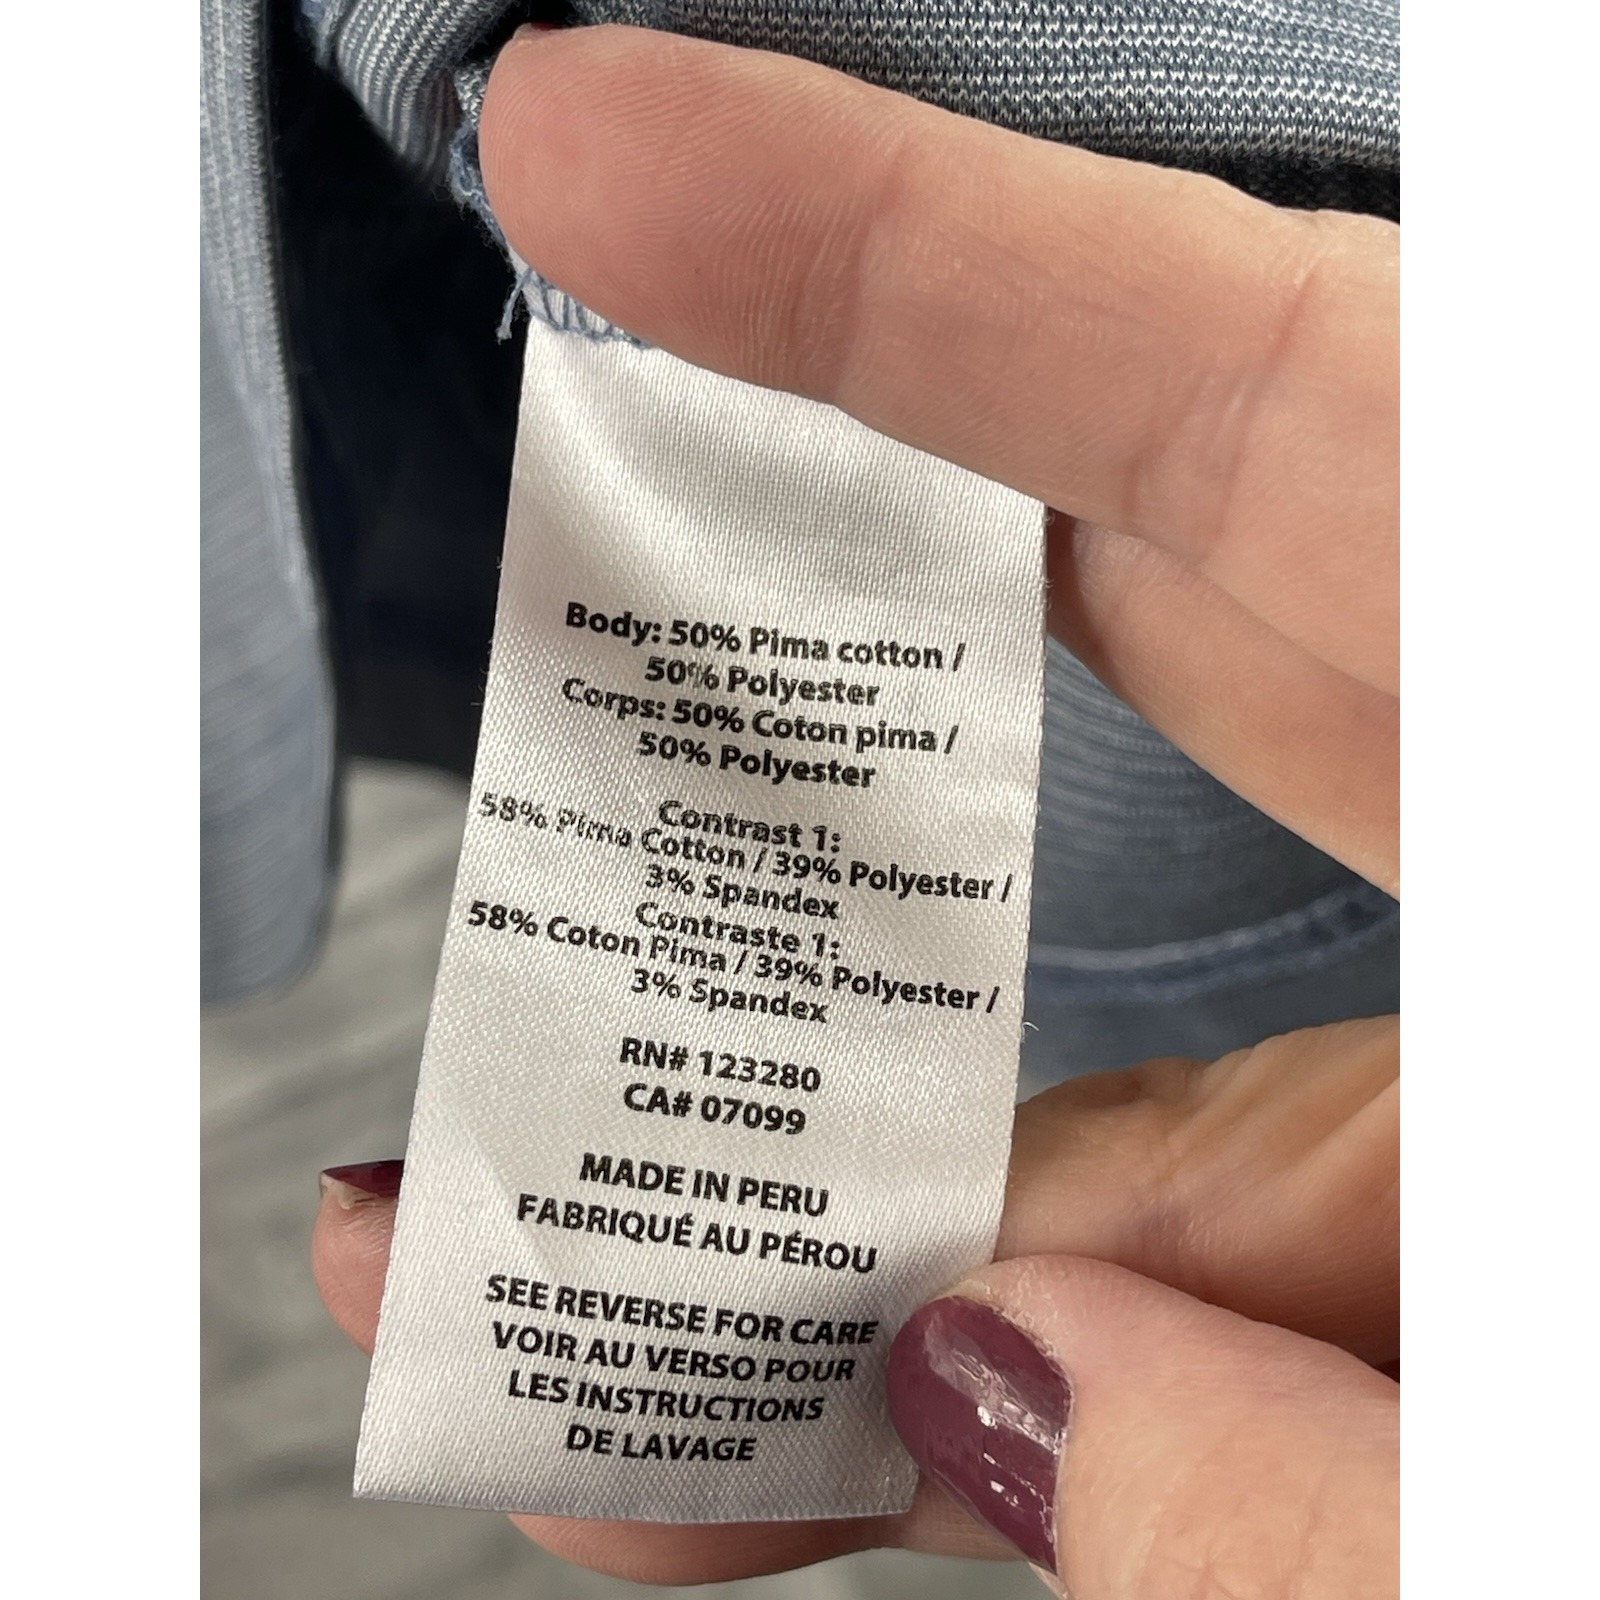 Body: 50% Pima cotton /
50% Polyester
Corps: 50% Coton pima /
50% Polyester
Contrast 1:
58% Pima Cotton / 39% Polyester /
3% Spandex
Contraste 1:
58% Coton Pima / 39% Polyester /
3% Spandex
RN# 123280
CA# 07099
MADE IN PERU
FABRIQUÉ AU PÉROU
SEE REVERSE FOR CARE
VOIR AU VERSO POUR
LES INSTRUCTIONS
DE LAVAGE